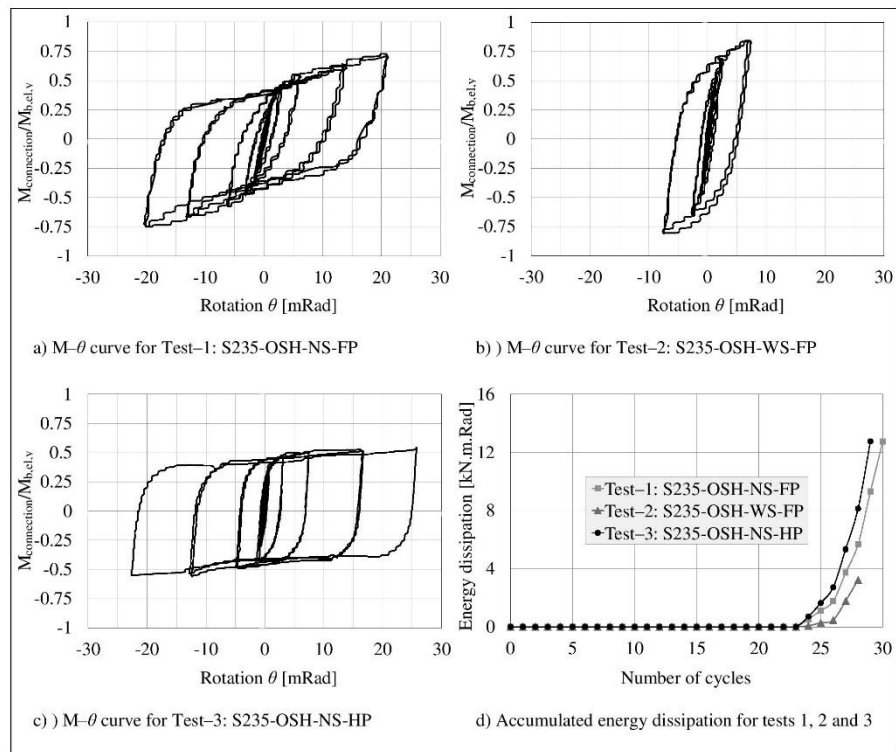 1
0.75
0.5
0.25
0
-0.25
-0.5
-0.75
-1
Mconnection/Mb,el,v
-30 -20 -10 0 10 20 30
Rotation θ [mRad]
a) M–θ curve for Test–1: S235-OSH-NS-FP
1
0.75
0.5
0.25
0
-0.25
-0.5
-0.75
-1
Mconnection/Mb,el,v
-30 -20 -10 0 10 20 30
Rotation θ [mRad]
b) ) M–θ curve for Test–2: S235-OSH-WS-FP
1
0.75
0.5
0.25
0
-0.25
-0.5
-0.75
-1
Mconnection/Mb,el,v
-30 -20 -10 0 10 20 30
Rotation θ [mRad]
c) ) M–θ curve for Test–3: S235-OSH-NS-HP
16
12
8
4
0
Energy dissipation [kN.m.Rad]
Test–1: S235-OSH-NS-FP
Test–2: S235-OSH-WS-FP
Test–3: S235-OSH-NS-HP
0 5 10 15 20 25 30
Number of cycles
d) Accumulated energy dissipation for tests 1, 2 and 3